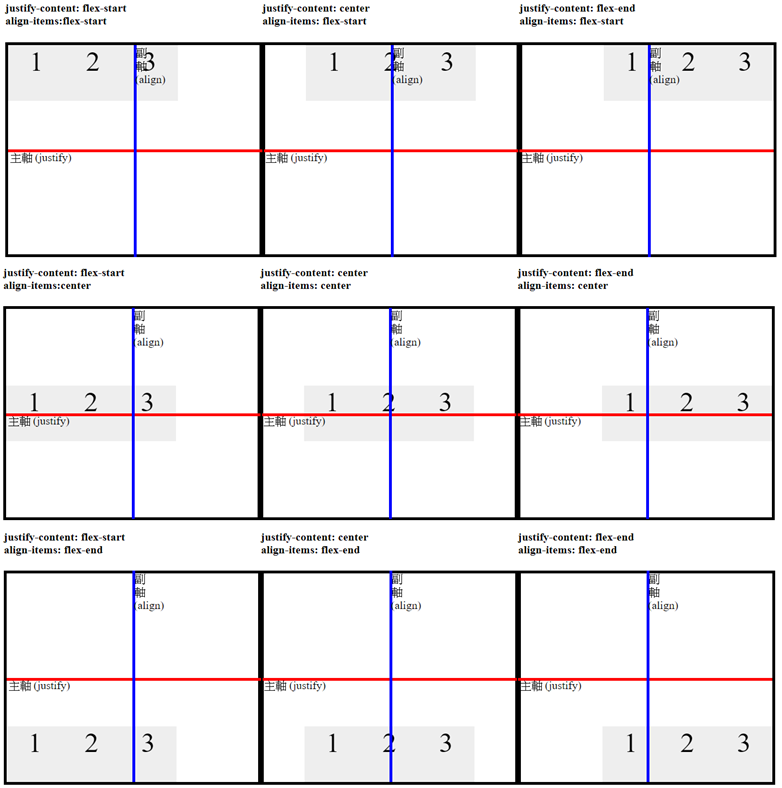 justify-content: flex-start
align-items:flex-start
justify-content: center
align-items: flex-start
justify-content: flex-end
align-items: flex-start
1 2 3
副
軸
(align)
主軸 (justify)
1 2 3
副
軸
(align)
主軸 (justify)
1 2 3
副
軸
(align)
主軸 (justify)
justify-content: flex-start
align-items:center
justify-content: center
align-items: center
justify-content: flex-end
align-items: center
副
軸
(align)
1 2 3
主軸 (justify)
副
軸
(align)
1 2 3
主軸 (justify)
副
軸
(align)
1 2 3
主軸 (justify)
justify-content: flex-start
align-items: flex-end
justify-content: center
align-items: flex-end
justify-content: flex-end
align-items: flex-end
副
軸
(align)
主軸 (justify)
1 2 3
副
軸
(align)
主軸 (justify)
1 2 3
副
軸
(align)
主軸 (justify)
1 2 3